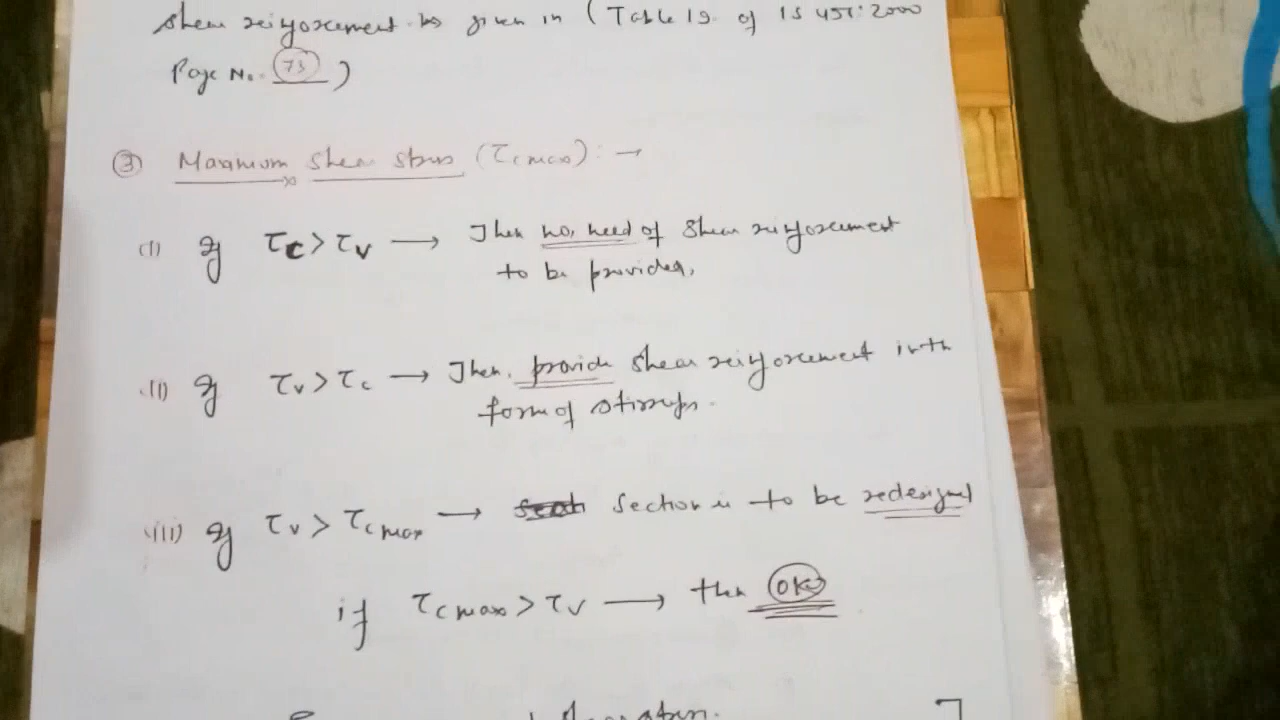 shear reinforcement is given in (Table 19 of IS 456:2000
Page No. 73)
③ Maximum shear stress (τc max) : →
(i) If τc > τv → Then no need of shear reinforcement
to be provided,
(ii) If τv > τc → Then, provide shear reinforcement in th
form of stirrups.
(iii) If τv > τc max → Section is to be redesigned
if τc max > τv → then OK